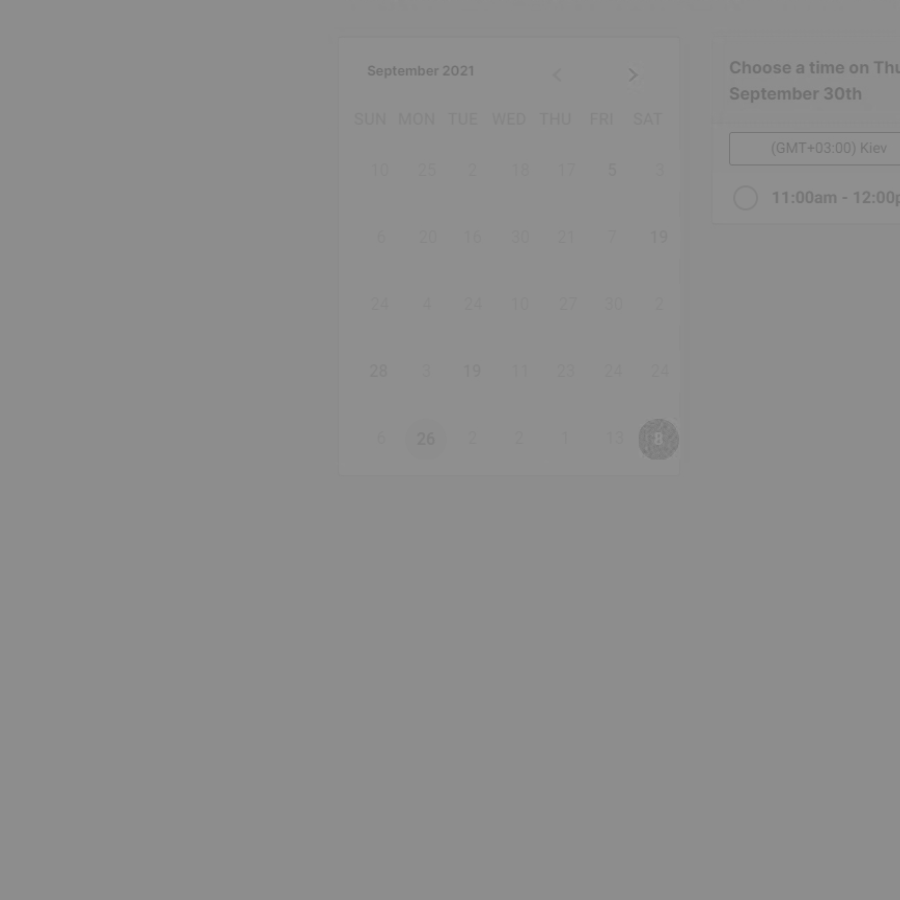 September 2021
SUN MON TUE WED THU FRI SAT
10 25 2 18 17 5 3
6 20 16 30 21 7 19
24 4 24 10 27 30 2
28 3 19 11 23 24 24
6 26 2 2 1 13 8
Choose a time on Thu
September 30th
(GMT+03:00) Kiev
11:00am - 12:00p